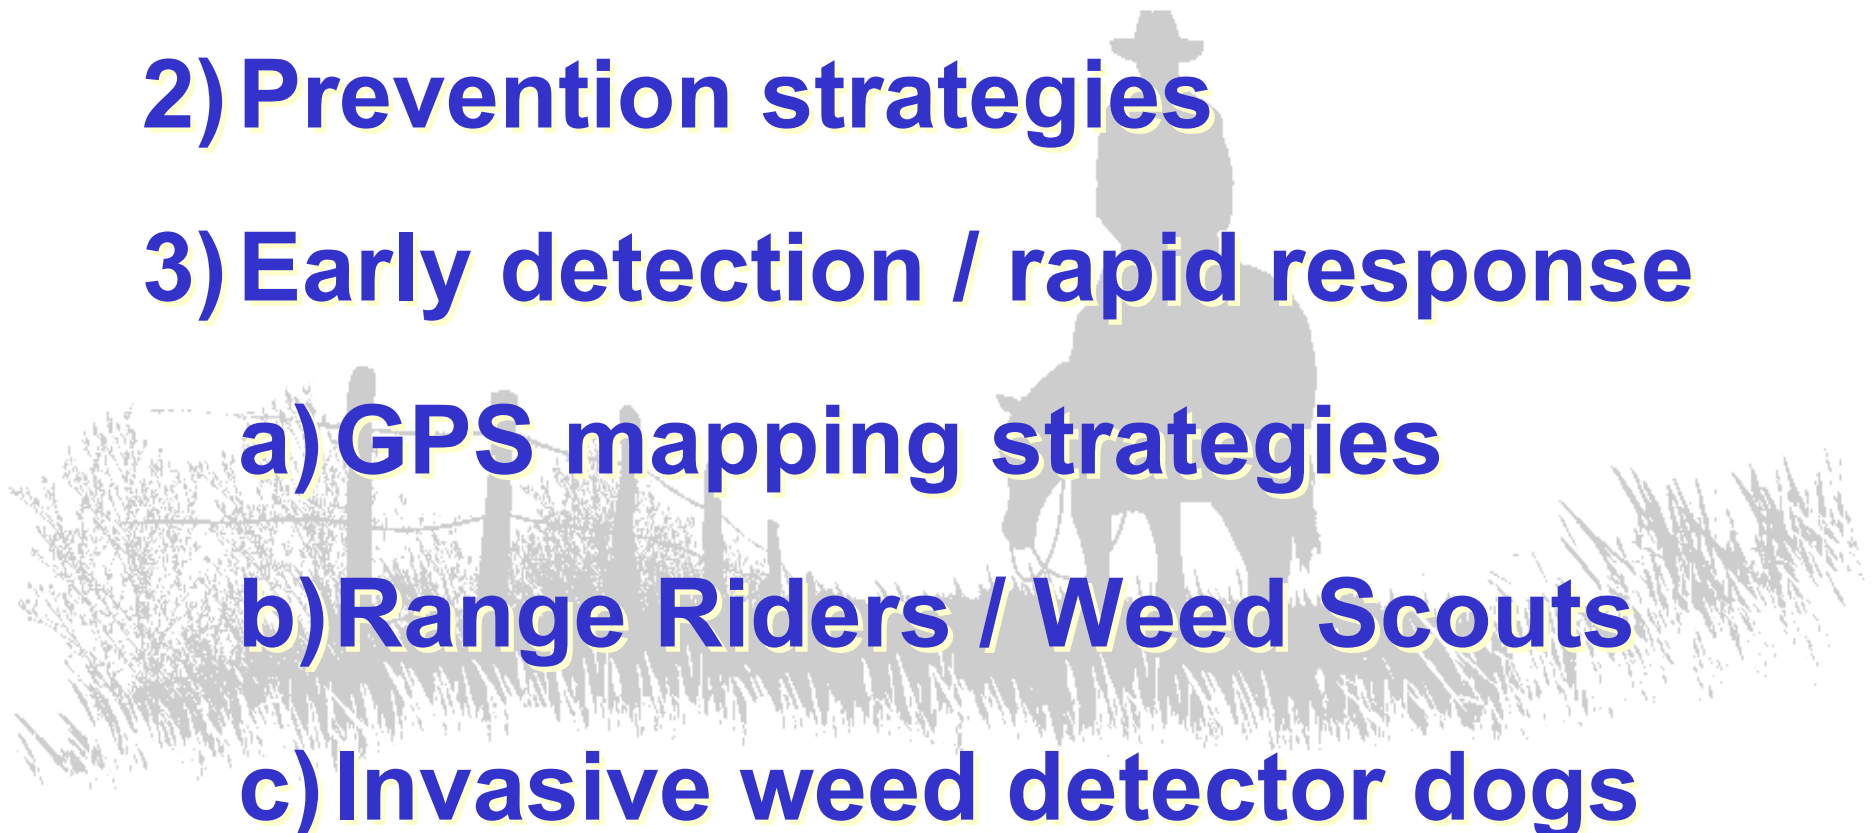 2) Prevention strategies
3) Early detection / rapid response
a) GPS mapping strategies
b) Range Riders / Weed Scouts
c) Invasive weed detector dogs